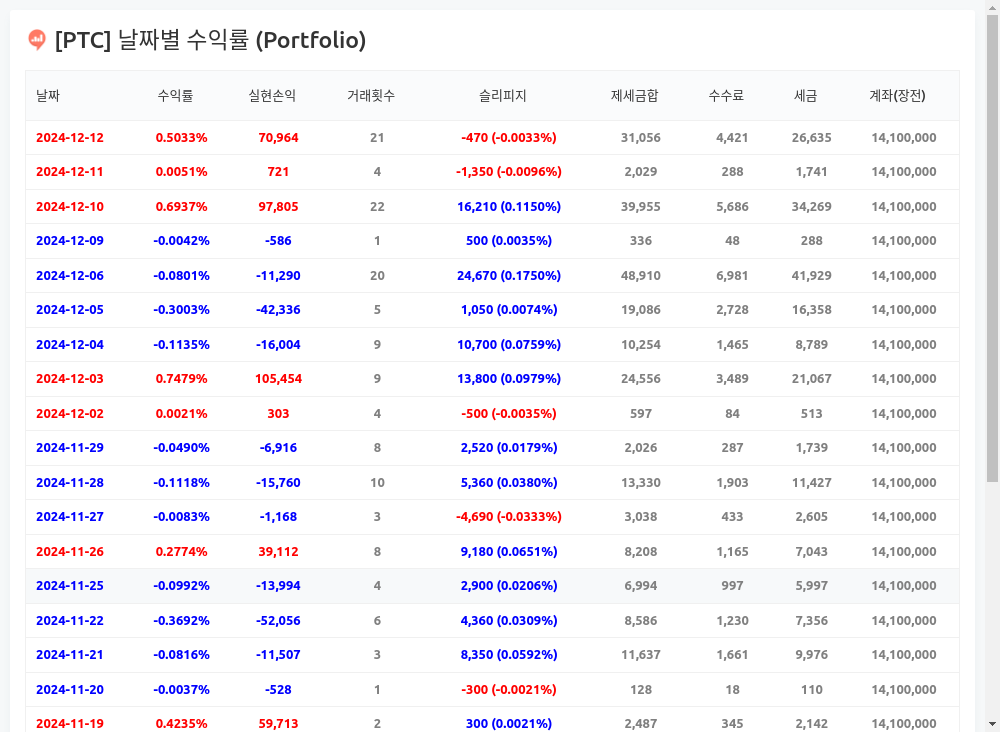 [PTC] 날짜별 수익률 (Portfolio)
날짜 수익률 실현손익 거래횟수 슬리피지 제세금합 수수료 세금 계좌(장전)
2024-12-12 0.5033% 70,964 21 -470 (-0.0033%) 31,056 4,421 26,635 14,100,000
2024-12-11 0.0051% 721 4 -1,350 (-0.0096%) 2,029 288 1,741 14,100,000
2024-12-10 0.6937% 97,805 22 16,210 (0.1150%) 39,955 5,686 34,269 14,100,000
2024-12-09 -0.0042% -586 1 500 (0.0035%) 336 48 288 14,100,000
2024-12-06 -0.0801% -11,290 20 24,670 (0.1750%) 48,910 6,981 41,929 14,100,000
2024-12-05 -0.3003% -42,336 5 1,050 (0.0074%) 19,086 2,728 16,358 14,100,000
2024-12-04 -0.1135% -16,004 9 10,700 (0.0759%) 10,254 1,465 8,789 14,100,000
2024-12-03 0.7479% 105,454 9 13,800 (0.0979%) 24,556 3,489 21,067 14,100,000
2024-12-02 0.0021% 303 4 -500 (-0.0035%) 597 84 513 14,100,000
2024-11-29 -0.0490% -6,916 8 2,520 (0.0179%) 2,026 287 1,739 14,100,000
2024-11-28 -0.1118% -15,760 10 5,360 (0.0380%) 13,330 1,903 11,427 14,100,000
2024-11-27 -0.0083% -1,168 3 -4,690 (-0.0333%) 3,038 433 2,605 14,100,000
2024-11-26 0.2774% 39,112 8 9,180 (0.0651%) 8,208 1,165 7,043 14,100,000
2024-11-25 -0.0992% -13,994 4 2,900 (0.0206%) 6,994 997 5,997 14,100,000
2024-11-22 -0.3692% -52,056 6 4,360 (0.0309%) 8,586 1,230 7,356 14,100,000
2024-11-21 -0.0816% -11,507 3 8,350 (0.0592%) 11,637 1,661 9,976 14,100,000
2024-11-20 -0.0037% -528 1 -300 (-0.0021%) 128 18 110 14,100,000
2024-11-19 0.4235% 59,713 2 300 (0.0021%) 2,487 345 2,142 14,100,000